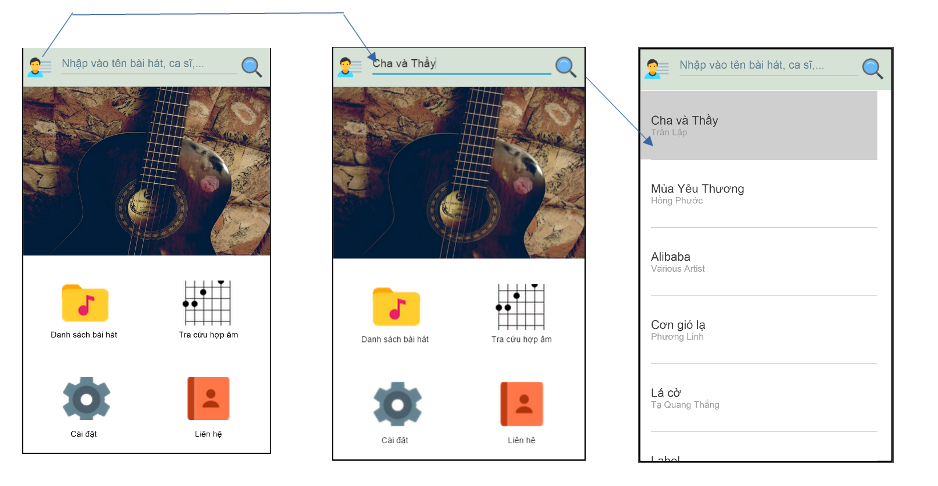 Nhập vào tên bài hát, ca sĩ,...
Danh sách bài hát
Tra cứu hợp âm
Cài đặt
Liên hệ
Cha và Thầy
Danh sách bài hát
Tra cứu hợp âm
Cài đặt
Liên hệ
Nhập vào tên bài hát, ca sĩ,...
Cha và Thầy
Trần Lập
Mùa Yêu Thương
Hồng Phước
Alibaba
Various Artist
Cơn gió lạ
Phương Linh
Lá cờ
Tạ Quang Thắng
Label